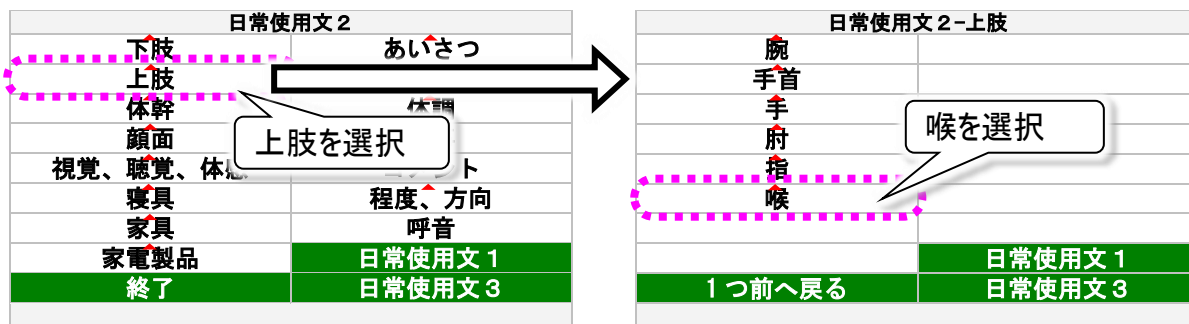 日常使用文２
下肢 あいさつ
上肢
体幹 体調
顔面
視覚、聴覚、体感
寝具 程度、方向
家具 呼音
家電製品 日常使用文１
終了 日常使用文３
上肢を選択
日常使用文２-上肢
腕
手首
手
肘
指
喉
日常使用文１
１つ前へ戻る 日常使用文３
喉を選択